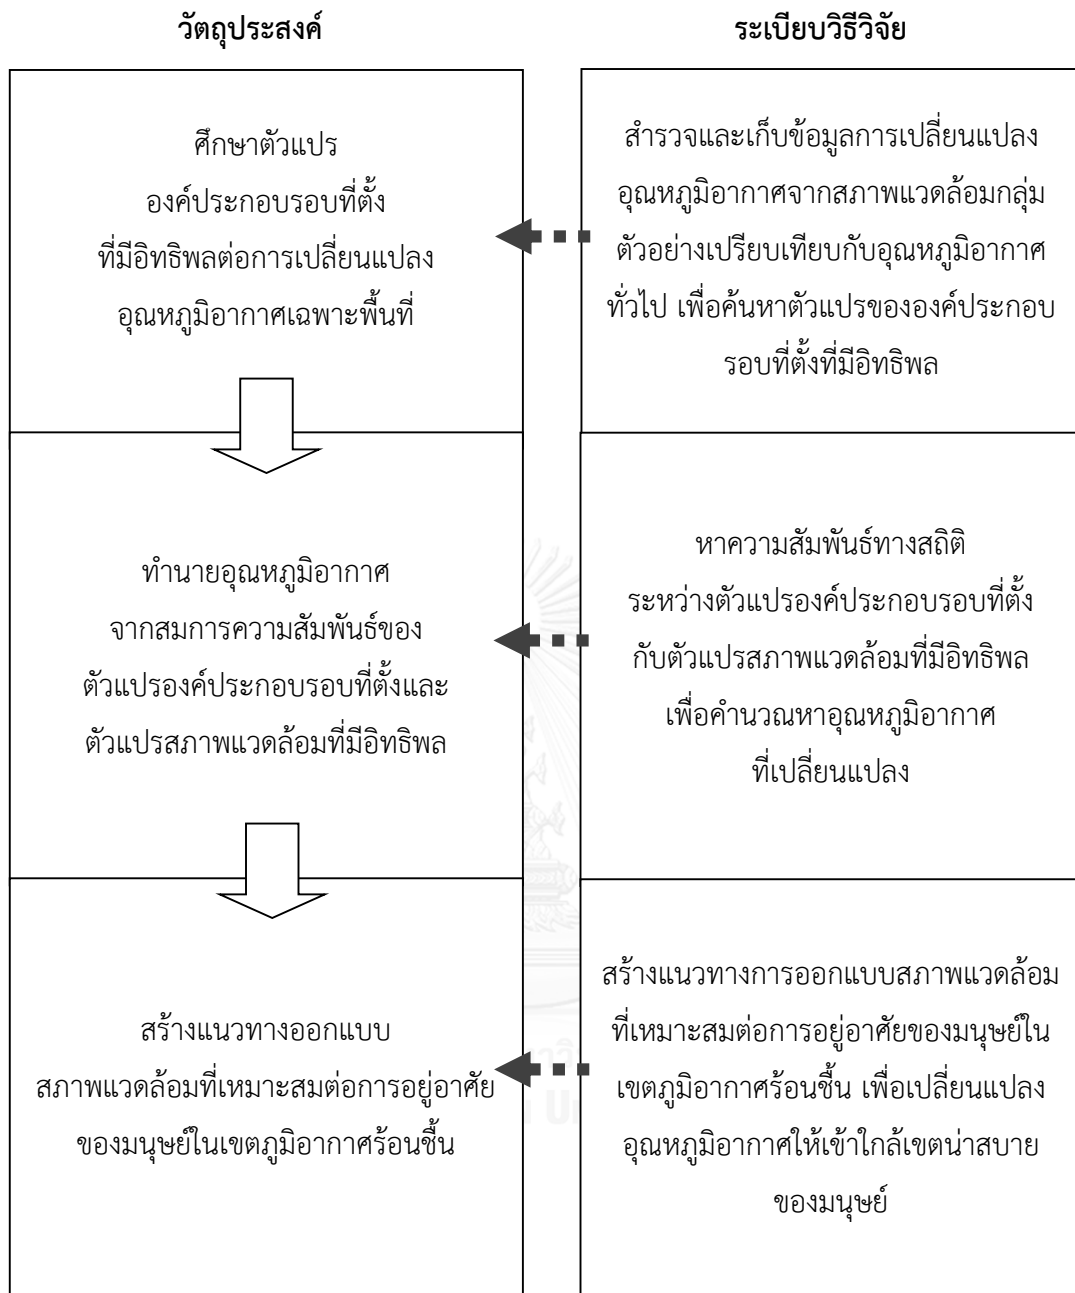 วัตถุประสงค์
ระเบียบวิธีวิจัย
ศึกษาตัวแปร
องค์ประกอบรอบที่ตั้ง
ที่มีอิทธิพลต่อการเปลี่ยนแปลง
อุณหภูมิอากาศเฉพาะพื้นที่
สำรวจและเก็บข้อมูลการเปลี่ยนแปลง
อุณหภูมิอากาศจากสภาพแวดล้อมกลุ่ม
ตัวอย่างเปรียบเทียบกับอุณหภูมิอากาศ
ทั่วไป เพื่อค้นหาตัวแปรขององค์ประกอบ
รอบที่ตั้งที่มีอิทธิพล
ทำนายอุณหภูมิอากาศ
จากสมการความสัมพันธ์ของ
ตัวแปรองค์ประกอบรอบที่ตั้งและ
ตัวแปรสภาพแวดล้อมที่มีอิทธิพล
หาความสัมพันธ์ทางสถิติ
ระหว่างตัวแปรองค์ประกอบรอบที่ตั้ง
กับตัวแปรสภาพแวดล้อมที่มีอิทธิพล
เพื่อคำนวณหาอุณหภูมิอากาศ
ที่เปลี่ยนแปลง
สร้างแนวทางออกแบบ
สภาพแวดล้อมที่เหมาะสมต่อการอยู่อาศัย
ของมนุษย์ในเขตภูมิอากาศร้อนชื้น
สร้างแนวทางการออกแบบสภาพแวดล้อม
ที่เหมาะสมต่อการอยู่อาศัยของมนุษย์ใน
เขตภูมิอากาศร้อนชื้น เพื่อเปลี่ยนแปลง
อุณหภูมิอากาศให้เข้าใกล้เขตน่าสบาย
ของมนุษย์